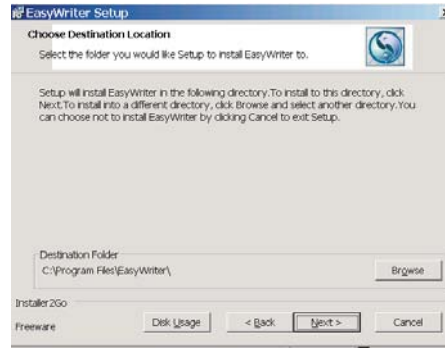 EasyWriter Setup
Choose Destination Location
Select the folder you would like Setup to install EasyWriter to.
Setup will install EasyWriter in the following directory.To install to this directory, click
Next.To install into a different directory, click Browse and select another directory.You
can choose not to install EasyWriter by clicking Cancel to exit Setup.
Destination Folder
C:\Program Files\EasyWriter\
Browse
Installer2Go
Freeware
Disk Usage
< Back
Next >
Cancel